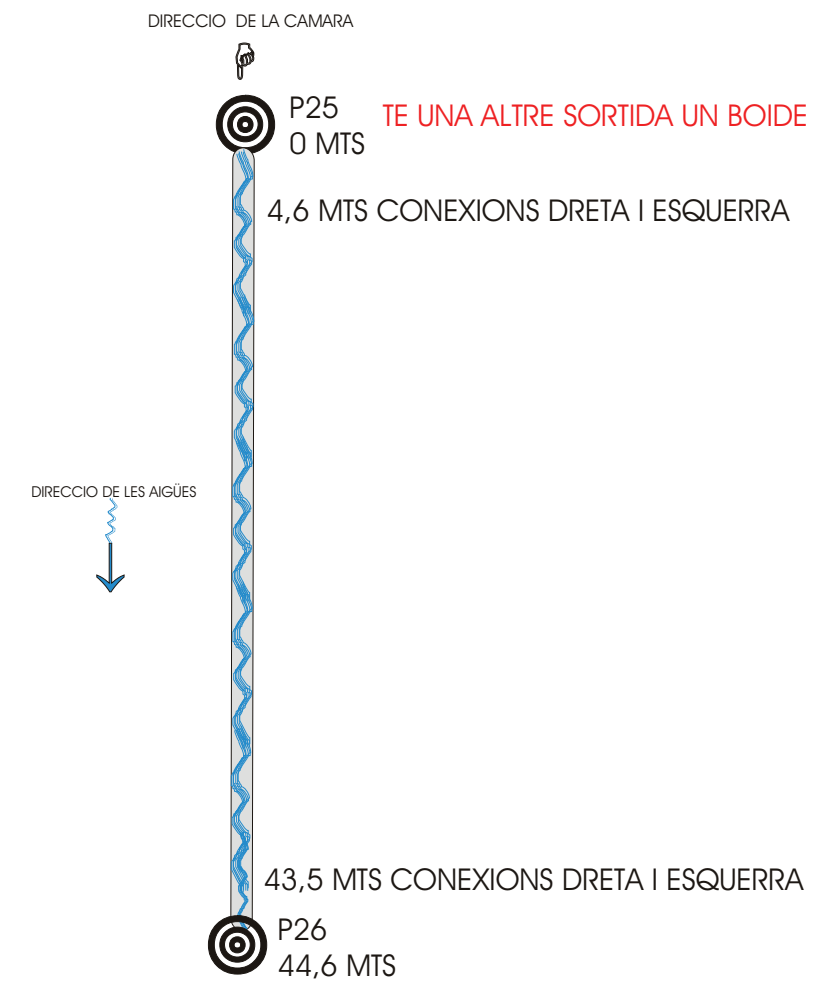 DIRECCIO DE LA CAMARA
P25
0 MTS
TE UNA ALTRE SORTIDA UN BOIDE
4,6 MTS CONEXIONS DRETA I ESQUERRA
DIRECCIO DE LES AIGÜES
43,5 MTS CONEXIONS DRETA I ESQUERRA
P26
44,6 MTS